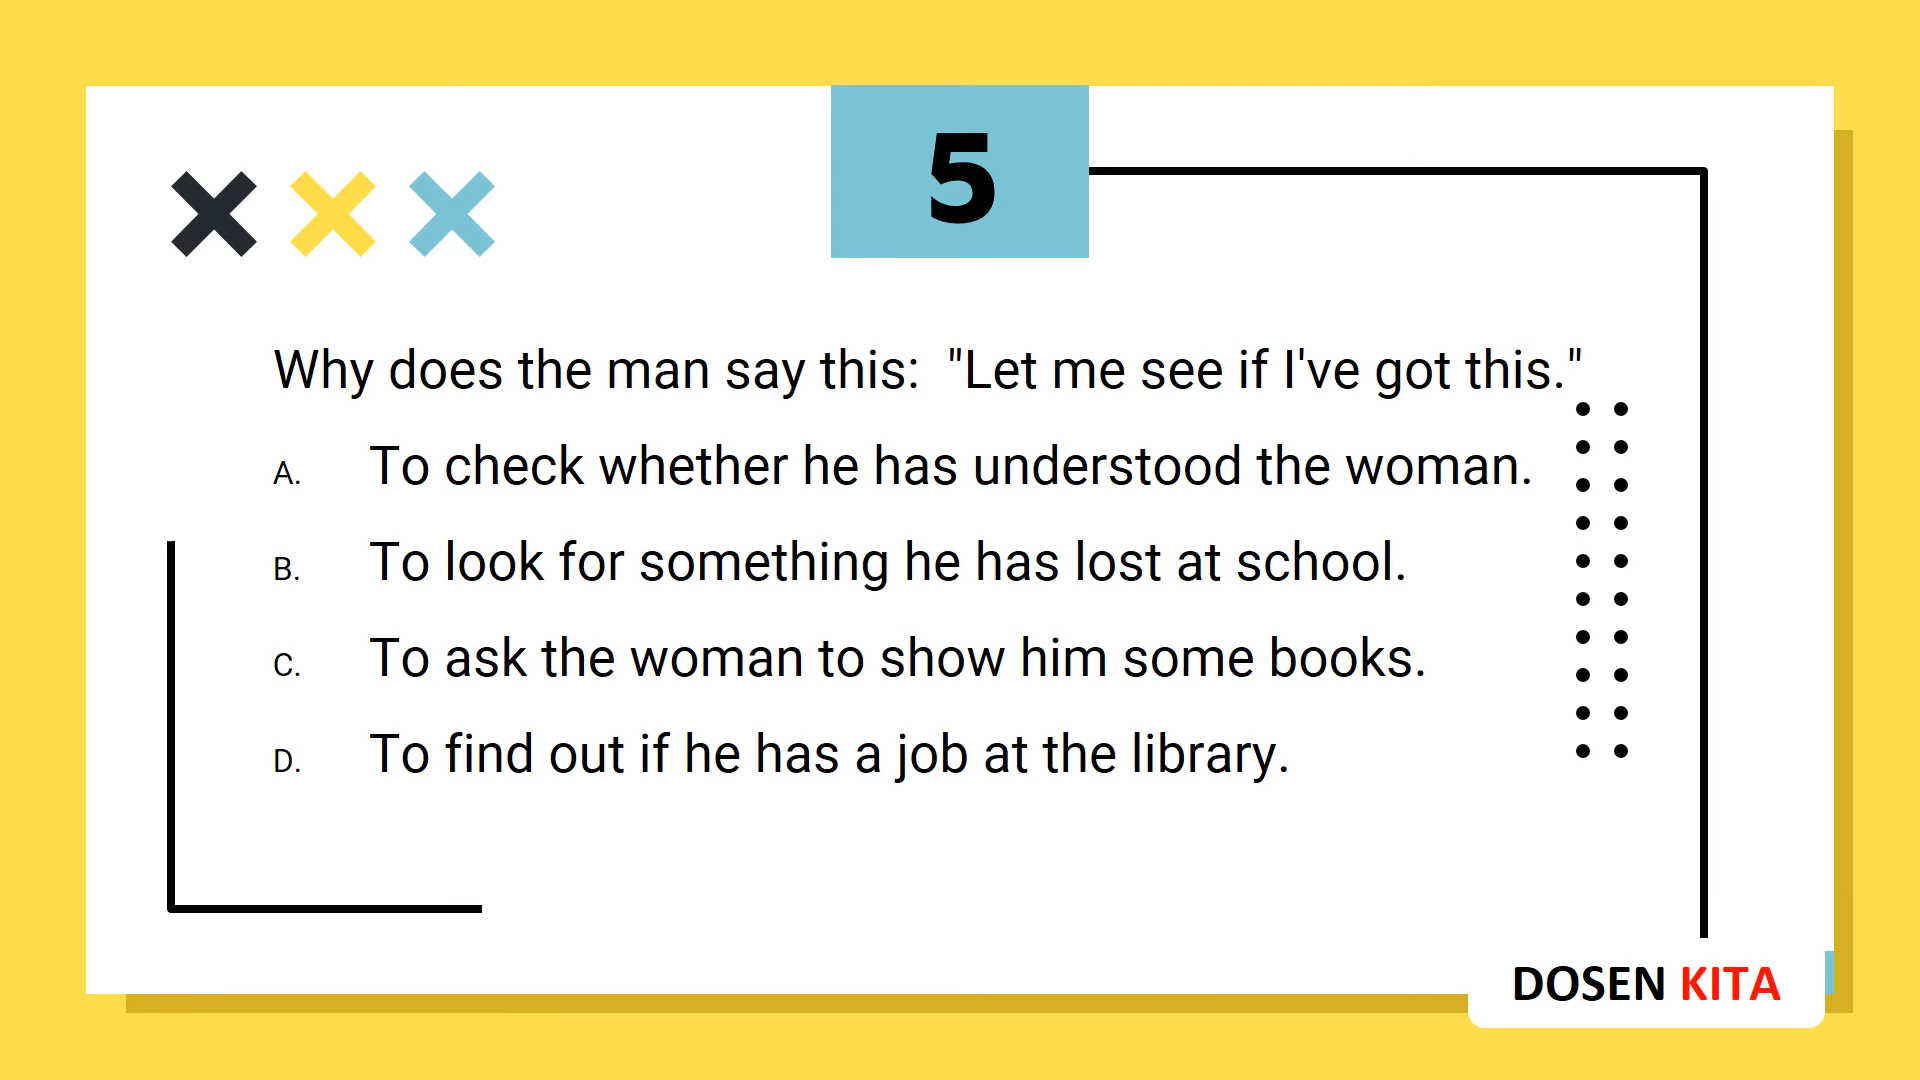 5
Why does the man say this:  "Let me see if I've got this."
A. To check whether he has understood the woman.
B. To look for something he has lost at school.
C. To ask the woman to show him some books.
D. To find out if he has a job at the library.
DOSEN KITA